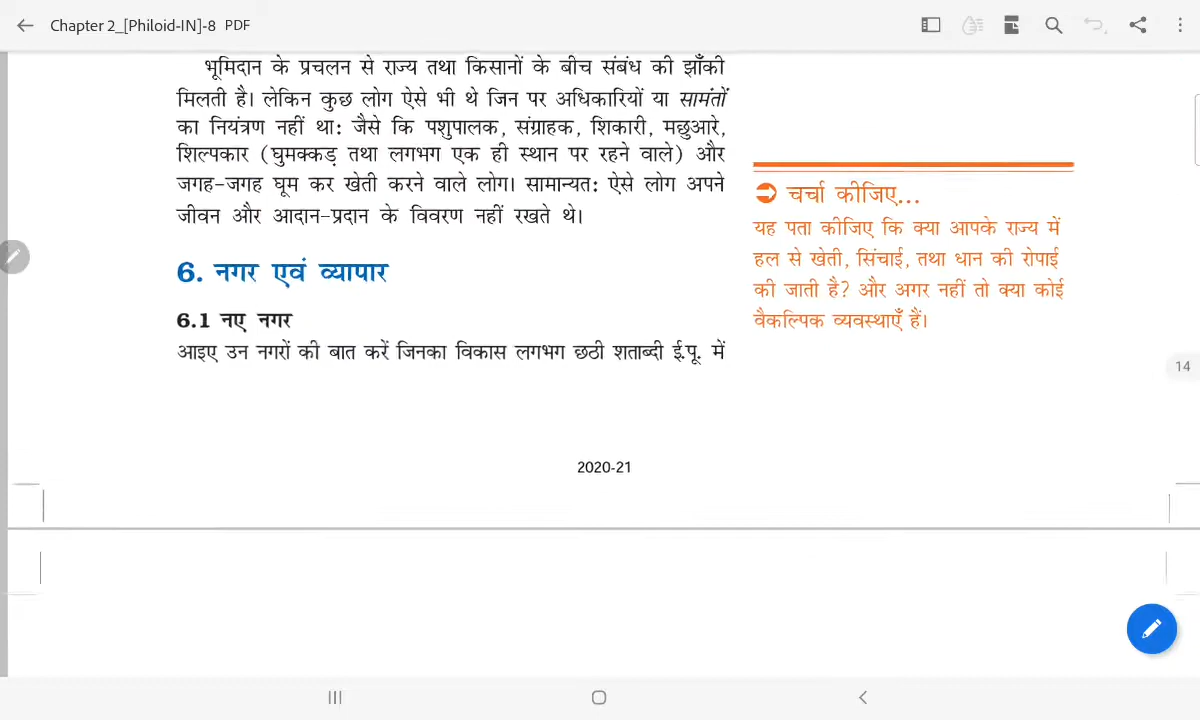 Chapter 2_[Philoid-IN]-8 PDF
भूमिदान के प्रचलन से राज्य तथा किसानों के बीच संबंध की झाँकी
मिलती है। लेकिन कुछ लोग ऐसे भी थे जिन पर अधिकारियों या सामंतों
का नियंत्रण नहीं था: जैसे कि पशुपालक, संग्राहक, शिकारी, मछुआरे,
शिल्पकार (घुमक्कड़ तथा लगभग एक ही स्थान पर रहने वाले) और
जगह-जगह घूम कर खेती करने वाले लोग। सामान्यत: ऐसे लोग अपने
जीवन और आदान-प्रदान के विवरण नहीं रखते थे।
6. नगर एवं व्यापार
6.1 नए नगर
आइए उन नगरों की बात करें जिनका विकास लगभग छठी शताब्दी ई.पू. में
चर्चा कीजिए...
यह पता कीजिए कि क्या आपके राज्य में
हल से खेती, सिंचाई, तथा धान की रोपाई
की जाती है? और अगर नहीं तो क्या कोई
वैकल्पिक व्यवस्थाएँ हैं।
14
2020-21